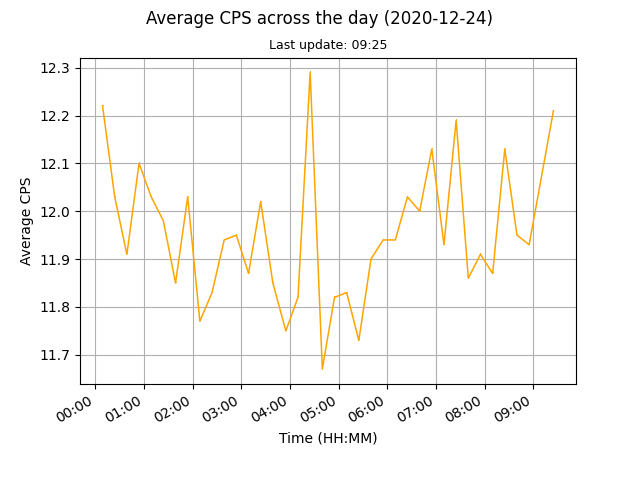 Average CPS across the day (2020-12-24)
Last update: 09:25
12.3
12.2
12.1
12.0
11.9
11.8
11.7
Average CPS
00:00 01:00 02:00 03:00 04:00 05:00 06:00 07:00 08:00 09:00
Time (HH:MM)